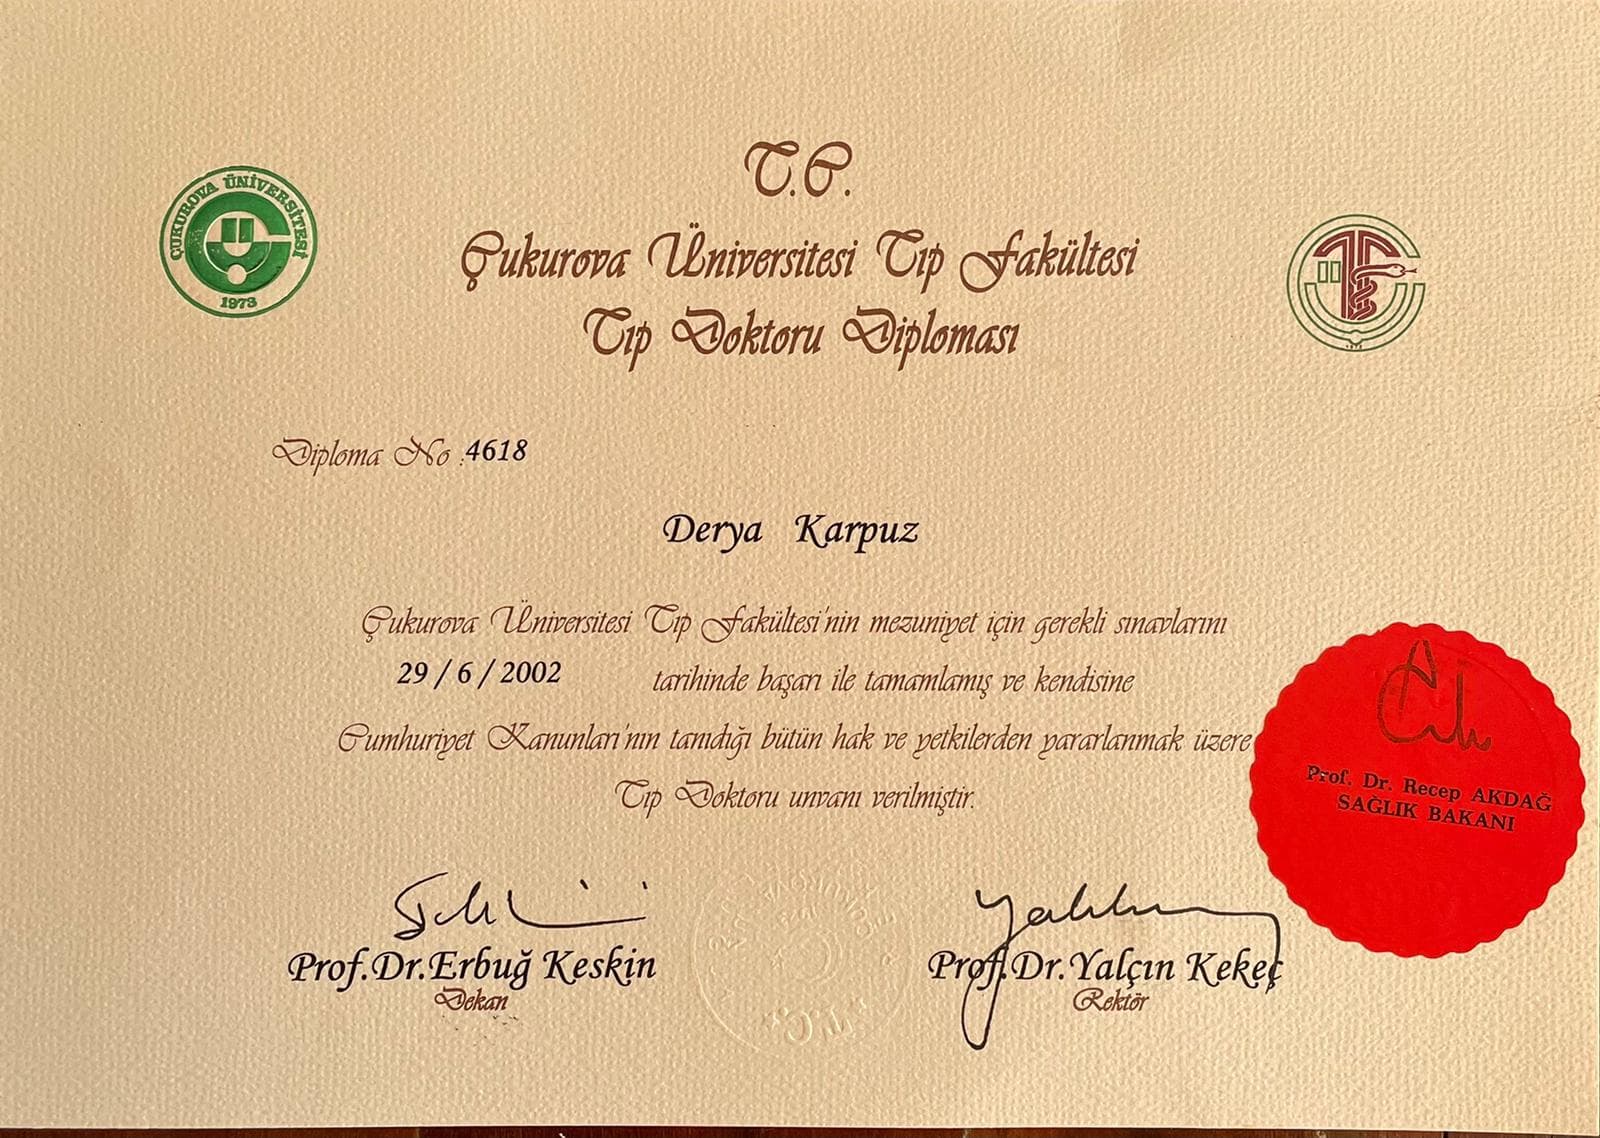 T.C.
Çukurova Üniversitesi Tıp Fakültesi
Tıp Doktoru Diploması
ÇUKUROVA ÜNİVERSİTESİ
1973
Diploma No :4618
Derya Karpuz
Çukurova Üniversitesi Tıp Fakültesi'nin mezuniyet için gerekli sınavlarını
29 / 6 / 2002 tarihinde başarı ile tamamlamış ve kendisine
Cumhuriyet Kanunları'nın tanıdığı bütün hak ve yetkilerden yararlanmak üzere
Tıp Doktoru unvanı verilmiştir.
Prof. Dr. Recep AKDAĞ
SAĞLIK BAKANI
Prof.Dr.Erbuğ Keskin
Dekan
Prof.Dr.Yalçın Kekeç
Rektör
T.C.